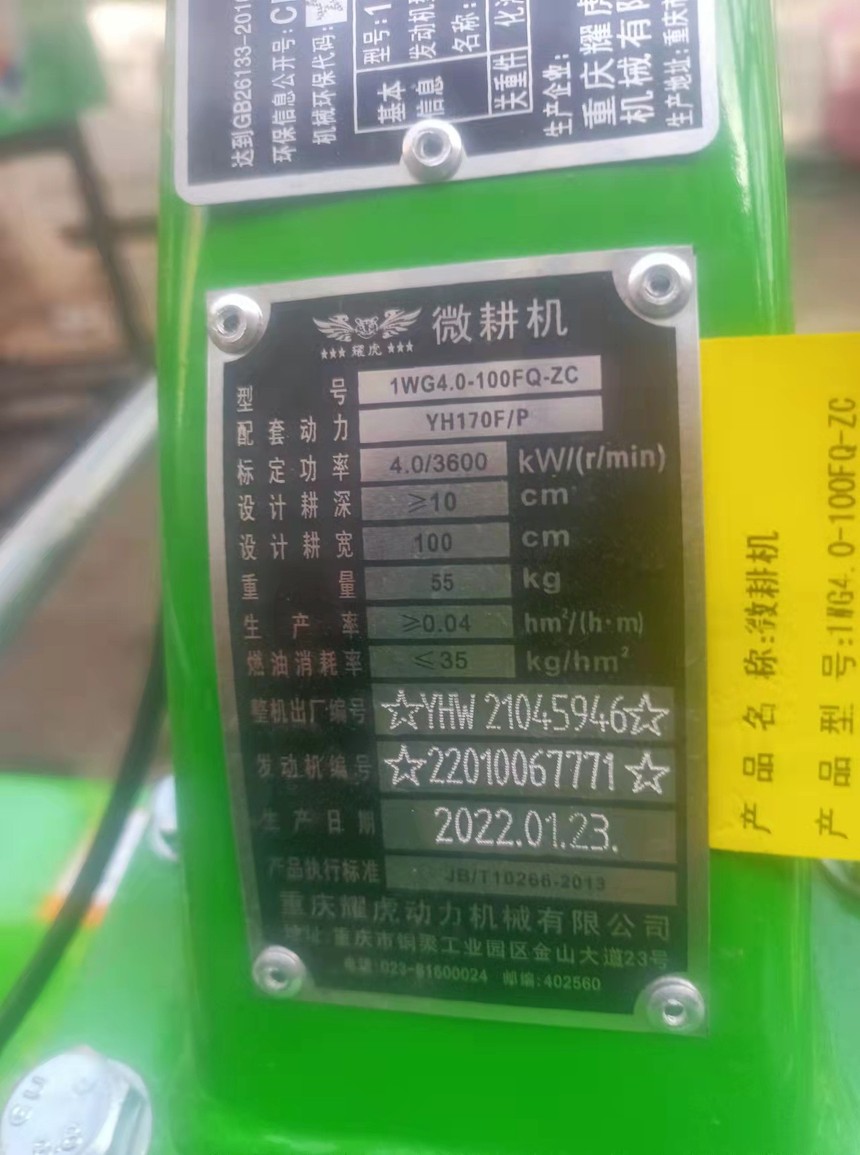 达到GB26133-201
环保信息公开号:C
机械环保代码:
基本
信息
型号:1
发动机
名称:
关重件
化
生产企业:
重庆耀虎
机械有限
生产地址:重庆市
耀虎
微耕机
型号 1WG4.0-100FQ-ZC
配套动力 YH170F/P
标定功率 4.0/3600 kW/(r/min)
设计耕深 ≥10 cm
设计耕宽 100 cm
重量 55 kg
生产率 ≥0.04 hm²/(h·m)
燃油消耗率 ≤35 kg/hm²
整机出厂编号 ☆YHW 21045946☆
发动机编号 ☆22010067771☆
生产日期 2022.01.23.
产品执行标准 JB/T10266-2013
重庆耀虎动力机械有限公司
地址:重庆市铜梁工业园区金山大道23号
电话:023-81600024 邮编:402560
产品名称:微耕机
产品型号:1WG4.0-100FQ-ZC